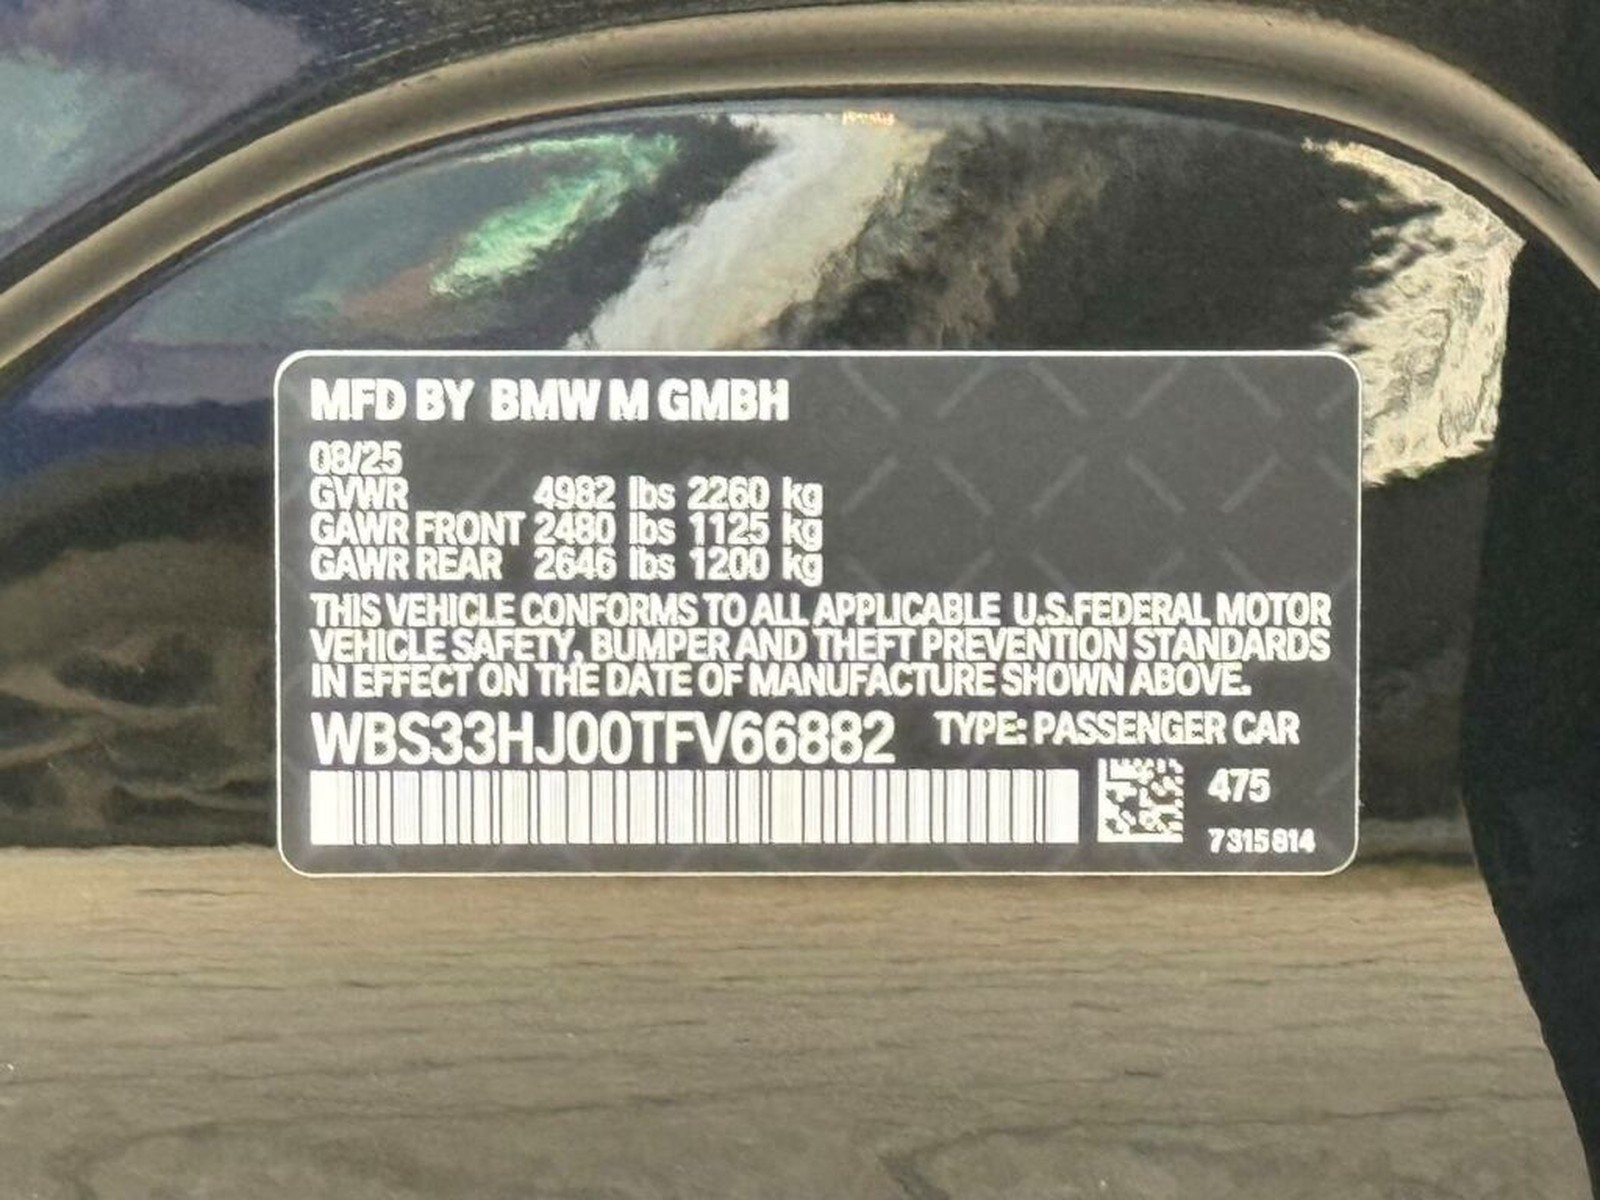 MFD BY BMW M GMBH
08/25
GVWR 4982 lbs 2260 kg
GAWR FRONT 2480 lbs 1125 kg
GAWR REAR 2646 lbs 1200 kg
THIS VEHICLE CONFORMS TO ALL APPLICABLE U.S.FEDERAL MOTOR
VEHICLE SAFETY, BUMPER AND THEFT PREVENTION STANDARDS
IN EFFECT ON THE DATE OF MANUFACTURE SHOWN ABOVE.
WBS33HJ00TFV66882 TYPE: PASSENGER CAR
475
7315814